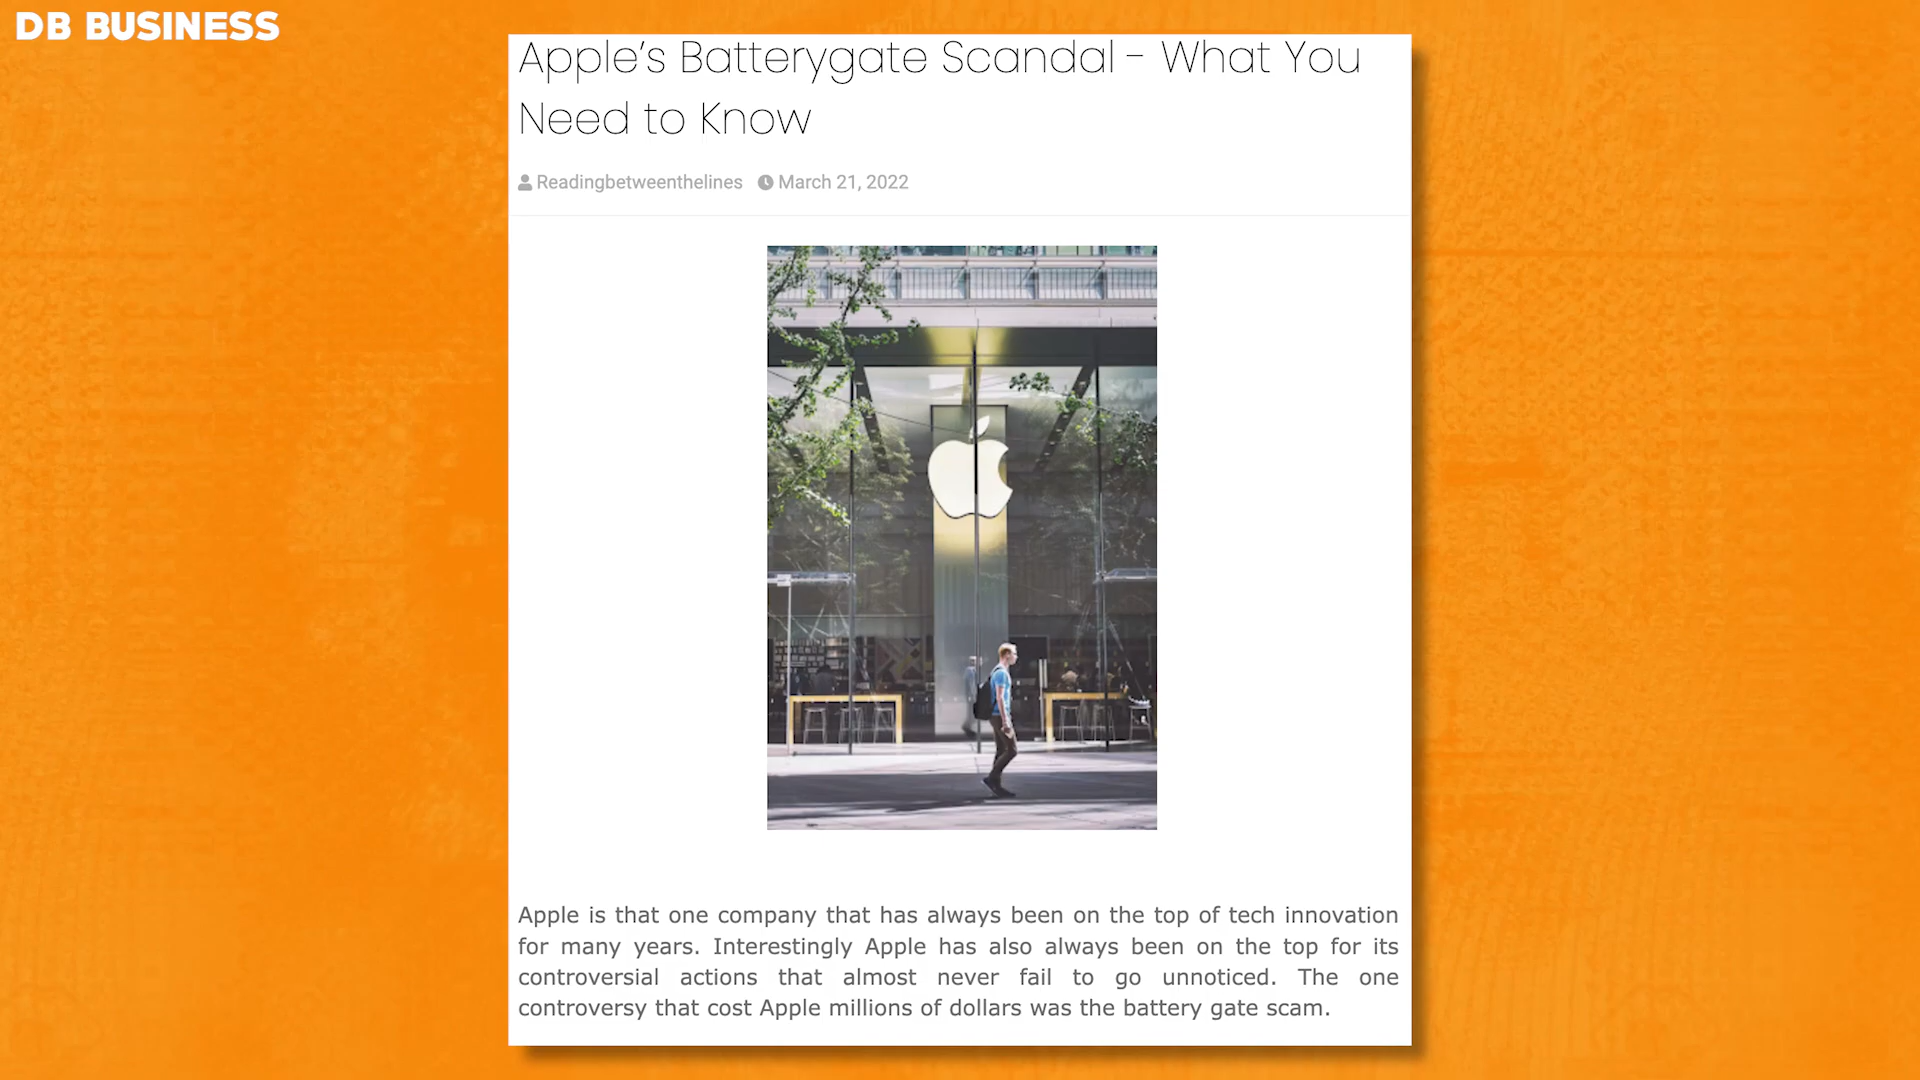 DB BUSINESS
Apple’s Batterygate Scandal – What You
Need to Know
Readingbetweenthelines March 21, 2022
Apple is that one company that has always been on the top of tech innovation
for many years. Interestingly Apple has also always been on the top for its
controversial actions that almost never fail to go unnoticed. The one
controversy that cost Apple millions of dollars was the battery gate scam.